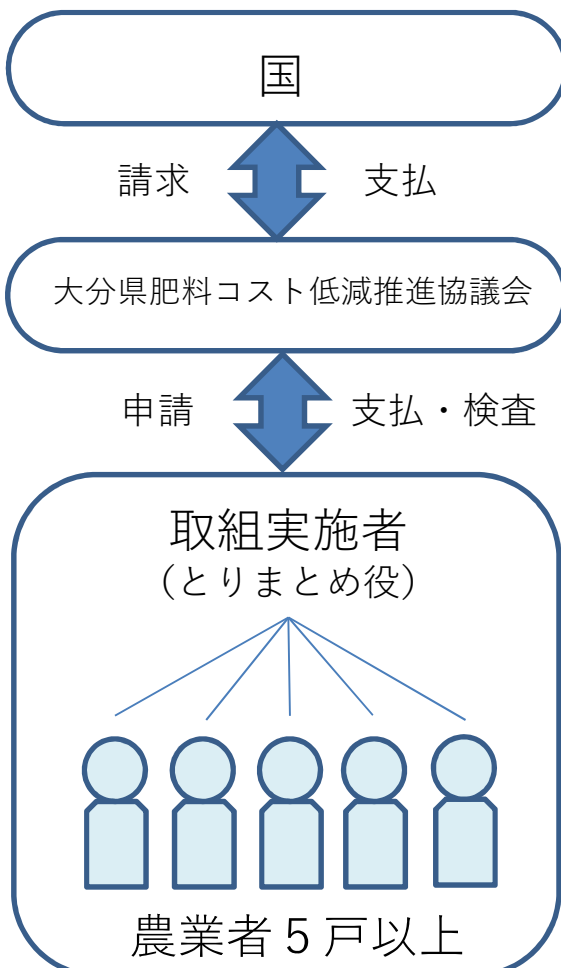 国
請求 支払
大分県肥料コスト低減推進協議会
申請 支払・検査
取組実施者
（とりまとめ役）
農業者５戸以上